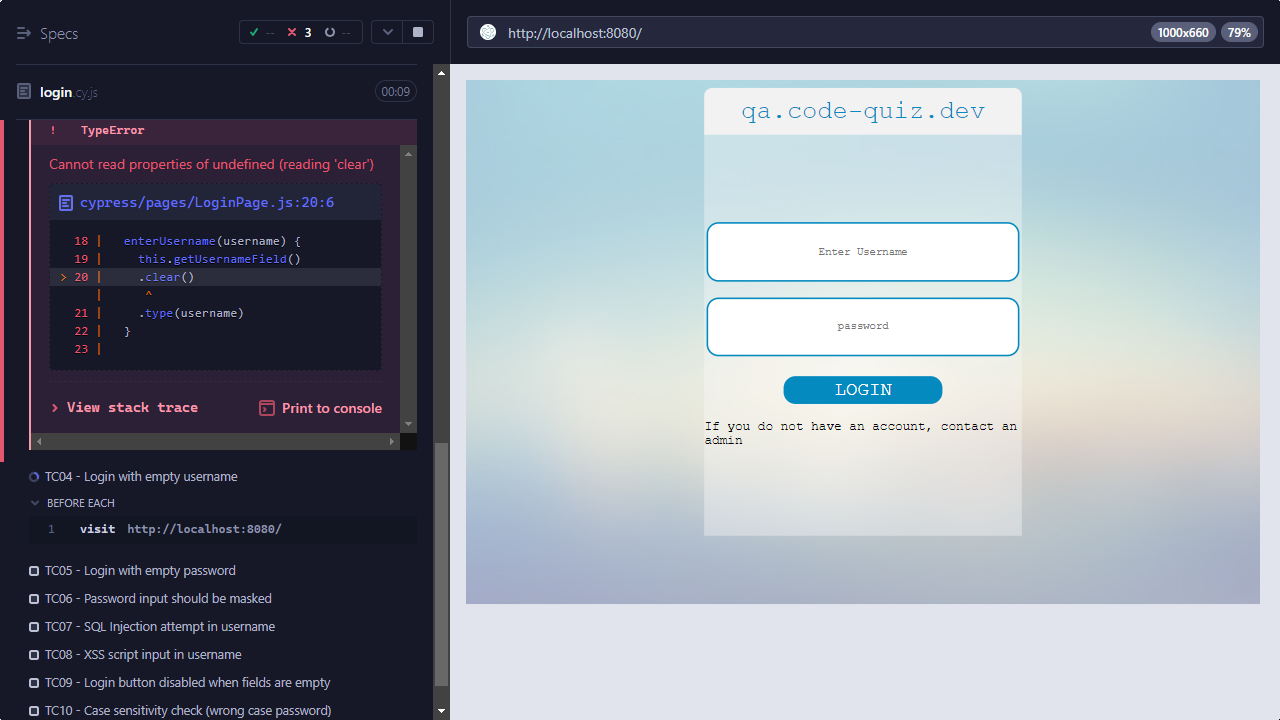 Specs
-- 3 --
login.cy.js 00:09
! TypeError
Cannot read properties of undefined (reading 'clear')
cypress/pages/LoginPage.js:20:6
18 | enterUsername(username) {
19 | this.getUsernameField()
> 20 | .clear()
| ^
21 | .type(username)
22 | }
23 |
> View stack trace
Print to console
TC04 - Login with empty username
BEFORE EACH
1 visit http://localhost:8080/
TC05 - Login with empty password
TC06 - Password input should be masked
TC07 - SQL Injection attempt in username
TC08 - XSS script input in username
TC09 - Login button disabled when fields are empty
TC10 - Case sensitivity check (wrong case password)
http://localhost:8080/
1000x660 79%
qa.code-quiz.dev
Enter Username
password
LOGIN
If you do not have an account, contact an
admin